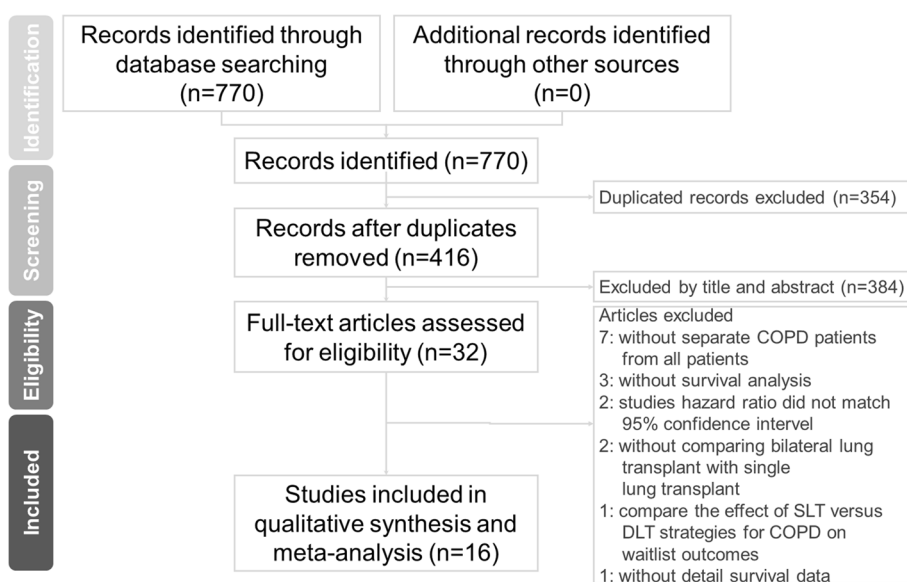 Identification
Records identified through
database searching
(n=770)
Additional records identified
through other sources
(n=0)
Records identified (n=770)
Screening
Duplicated records excluded (n=354)
Records after duplicates
removed (n=416)
Excluded by title and abstract (n=384)
Eligibility
Full-text articles assessed
for eligibility (n=32)
Articles excluded
7: without separate COPD patients
from all patients
3: without survival analysis
2: studies hazard ratio did not match
95% confidence intervel
2: without comparing bilateral lung
transplant with single
lung transplant
1: compare the effect of SLT versus
DLT strategies for COPD on
waitlist outcomes
1: without detail survival data
Included
Studies included in
qualitative synthesis and
meta-analysis (n=16)